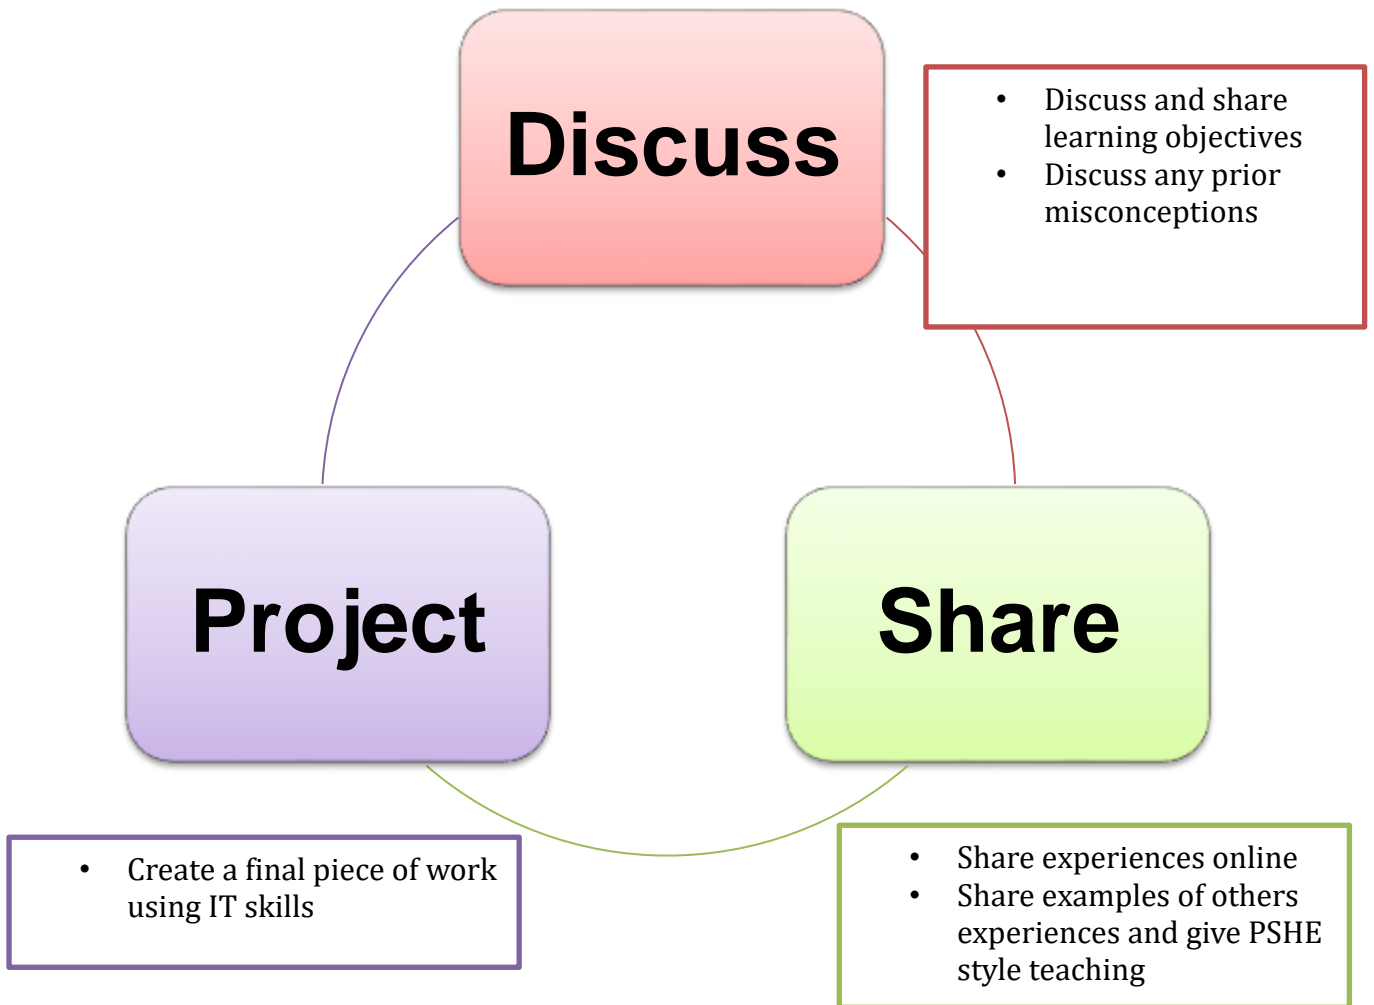 Discuss
• Discuss and share
learning objectives
• Discuss any prior
misconceptions
Project
Share
• Create a final piece of work
using IT skills
• Share experiences online
• Share examples of others
experiences and give PSHE
style teaching